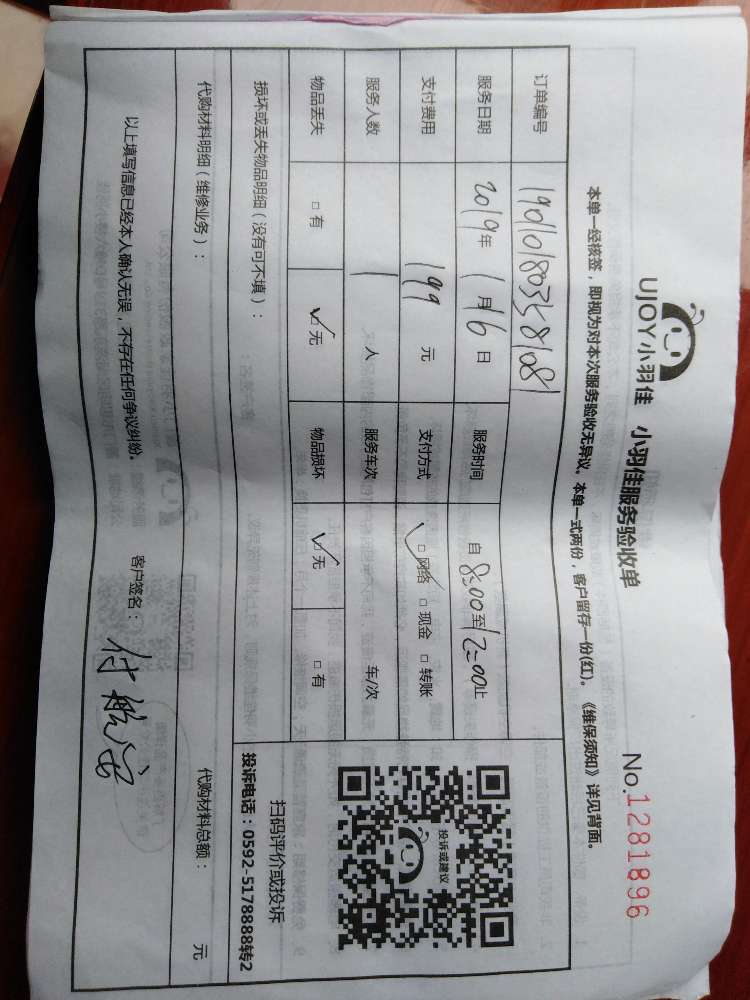 UJOY小羽佳 小羽佳服务验收单 No.1281896
本单一经核签，即视为对本次服务验收无异议。本单一式两份，客户留存一份(红)。《维保须知》详见背面。
订单编号
服务日期 2019年 1月16日 服务时间 自8:00至12:00止
支付费用 199 元 支付方式 □网络 □现金 □转账
服务人数 1 人 服务车次 车/次
物品丢失 □有 □无 物品损坏 □无 □有
损坏或丢失物品明细（没有可不填）：
投诉或建议
扫码评价或投诉
投诉电话：0592-5178888转2
代购材料明细（维修业务）： 代购材料总额： 元
以上填写信息已经本人确认无误，不存在任何争议纠纷。 客户签名：